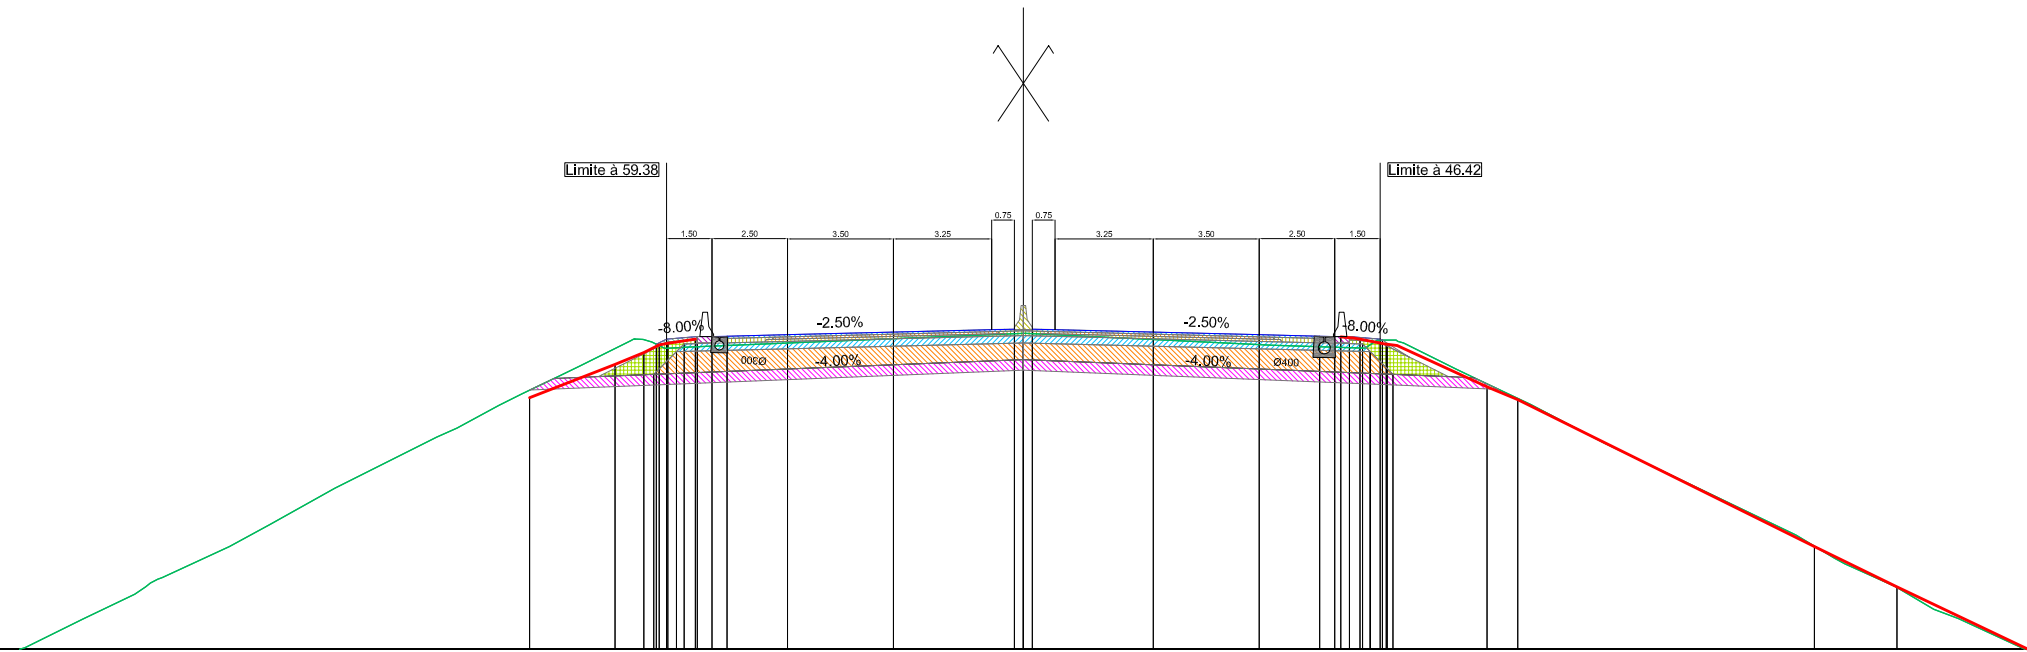 Limite à 59.38
Limite à 46.42
0.75 0.75
1.50 2.50 3.50 3.25 3.25 3.50 2.50 1.50
-8.00% -2.50% -2.50% -8.00%
Ø300 -4.00% -4.00% Ø400